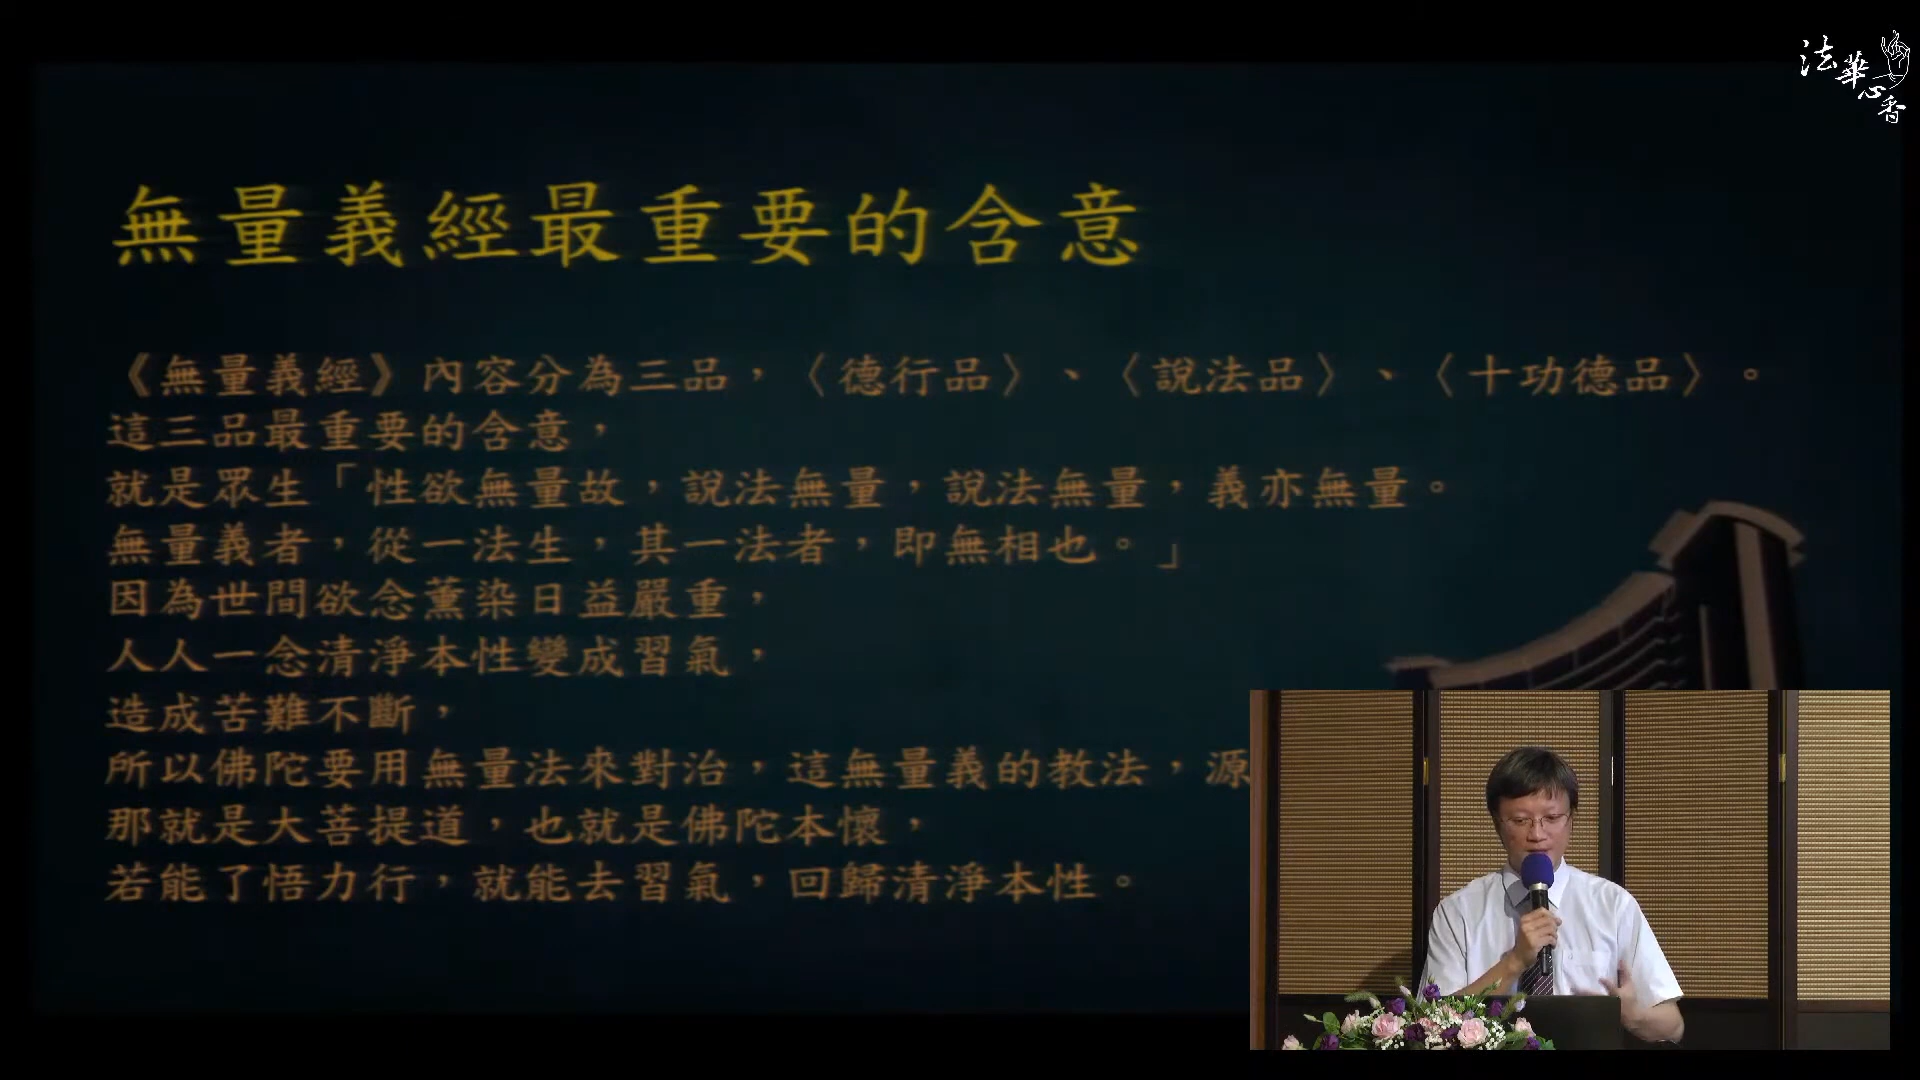 法華心香
無量義經最重要的含意
《無量義經》內容分為三品，〈德行品〉、〈說法品〉、〈十功德品〉。
這三品最重要的含意，
就是眾生「性欲無量故，說法無量，說法無量，義亦無量。
無量義者，從一法生，其一法者，即無相也。」
因為世間欲念薰染日益嚴重，
人人一念清淨本性變成習氣，
造成苦難不斷，
所以佛陀要用無量法來對治，這無量義的教法，源
那就是大菩提道，也就是佛陀本懷，
若能了悟力行，就能去習氣，回歸清淨本性。